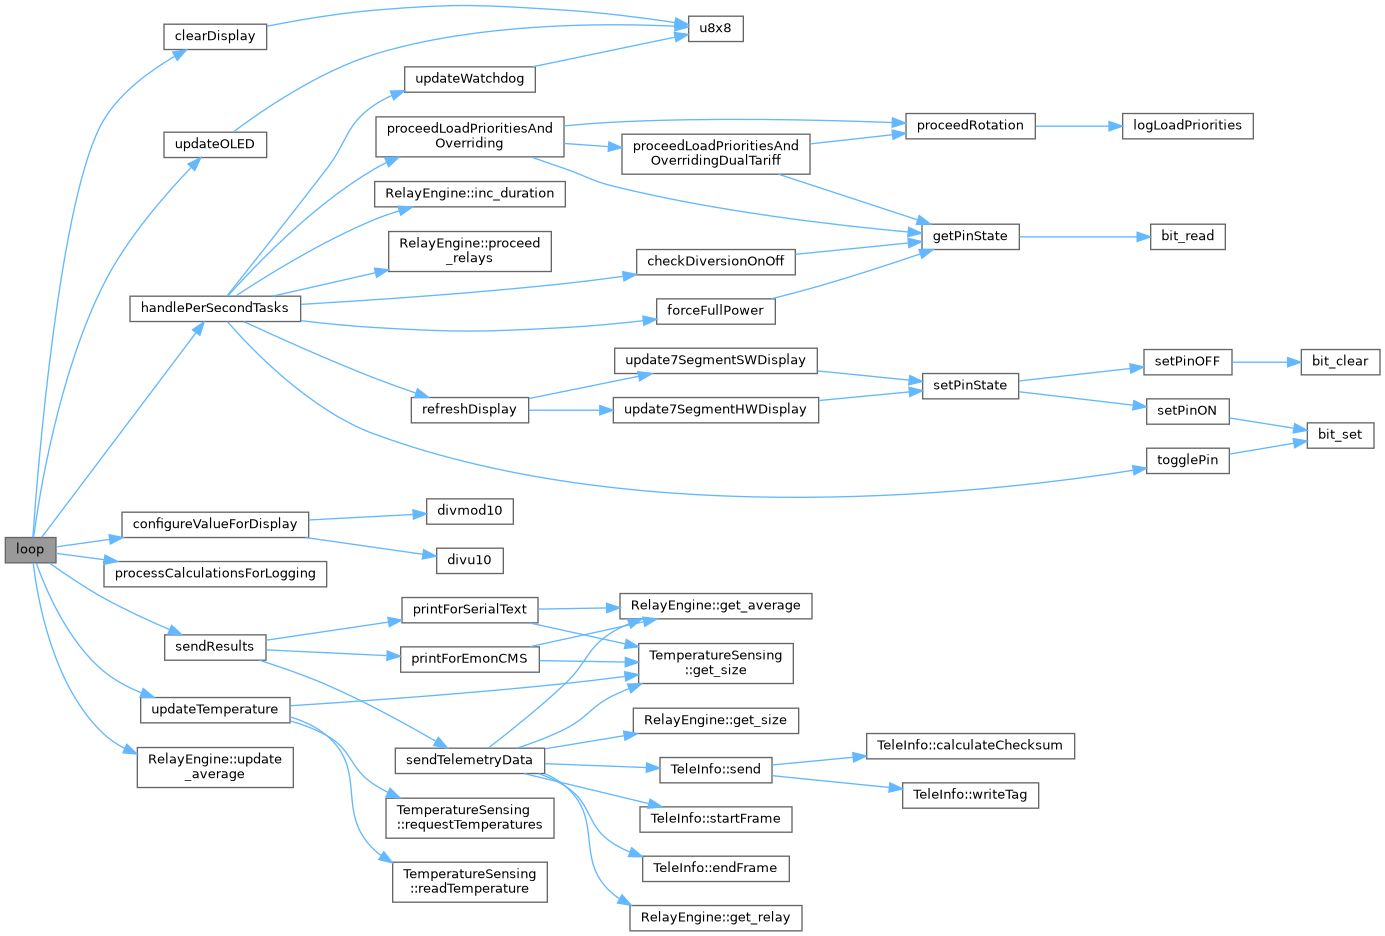 clearDisplay
u8x8
updateWatchdog
proceedLoadPrioritiesAnd
Overriding
proceedRotation
logLoadPriorities
updateOLED
proceedLoadPrioritiesAnd
OverridingDualTariff
RelayEngine::inc_duration
RelayEngine::proceed
_relays
getPinState
bit_read
checkDiversionOnOff
handlePerSecondTasks
forceFullPower
update7SegmentSWDisplay
setPinOFF
bit_clear
setPinState
refreshDisplay
update7SegmentHWDisplay
setPinON
bit_set
togglePin
divmod10
configureValueForDisplay
loop
divu10
processCalculationsForLogging
printForSerialText
RelayEngine::get_average
sendResults
printForEmonCMS
TemperatureSensing
::get_size
updateTemperature
RelayEngine::get_size
TeleInfo::calculateChecksum
RelayEngine::update
_average
sendTelemetryData
TeleInfo::send
TeleInfo::writeTag
TemperatureSensing
::requestTemperatures
TeleInfo::startFrame
TeleInfo::endFrame
TemperatureSensing
::readTemperature
RelayEngine::get_relay